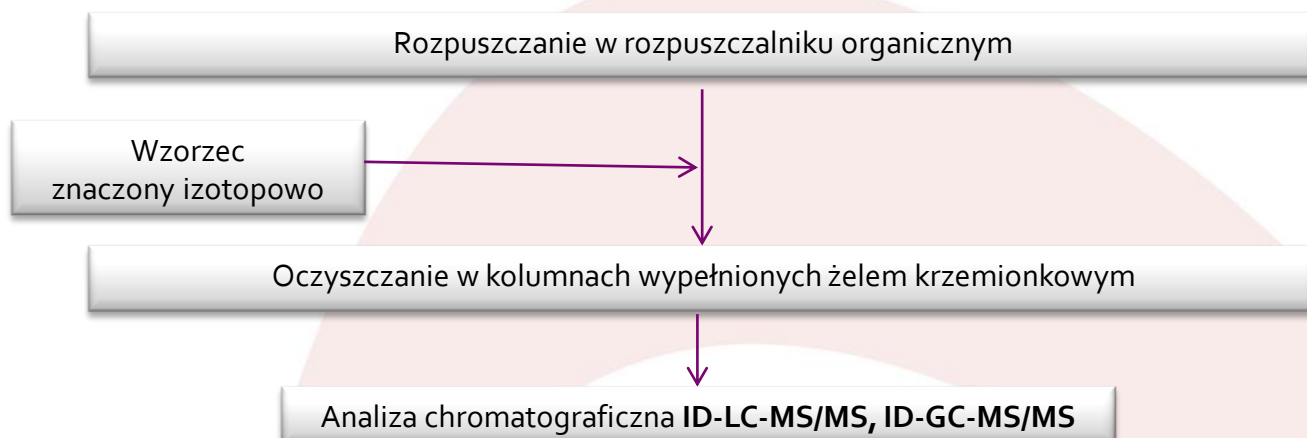 Rozpuszczanie w rozpuszczalniku organicznym
Wzorzec
znaczony izotopowo
Oczyszczanie w kolumnach wypełnionych żelem krzemionkowym
Analiza chromatograficzna ID-LC-MS/MS, ID-GC-MS/MS